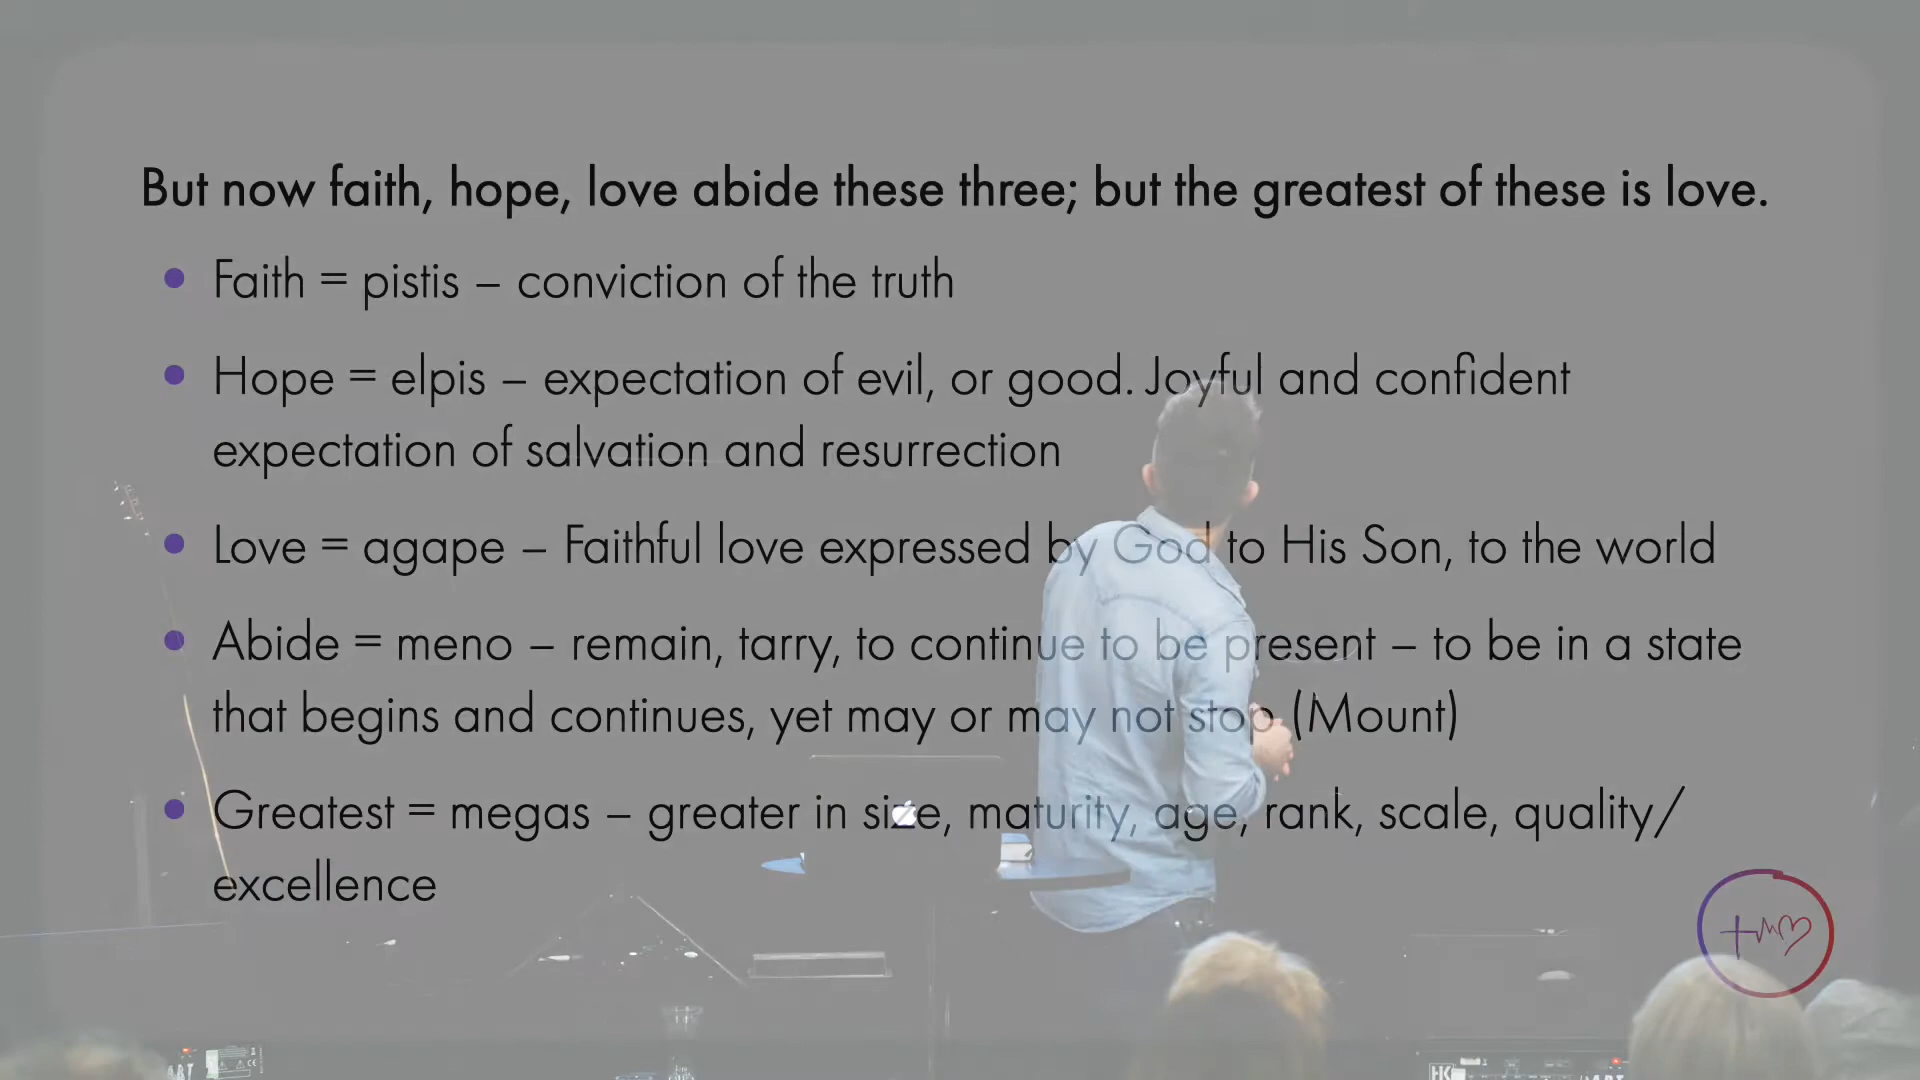 But now faith, hope, love abide these three; but the greatest of these is love.
Faith = pistis – conviction of the truth
Hope = elpis – expectation of evil, or good. Joyful and confident
expectation of salvation and resurrection
Love = agape – Faithful love expressed by God to His Son, to the world
Abide = meno – remain, tarry, to continue to be present – to be in a state
that begins and continues, yet may or may not stop (Mount)
Greatest = megas – greater in size, maturity, age, rank, scale, quality/
excellence
HK